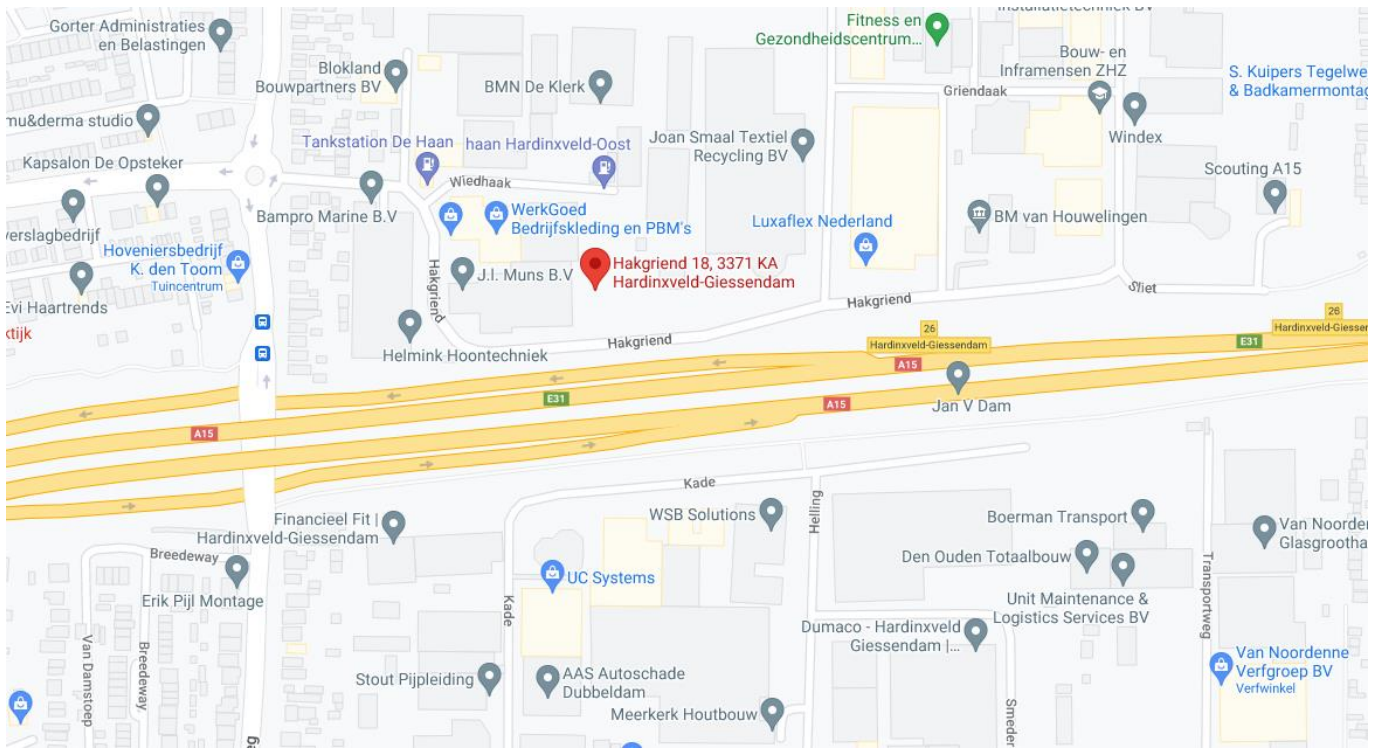 Gorter Administraties
en Belastingen
Blokland
Bouwpartners BV
BMN De Klerk
Fitness en
Gezondheidscentrum...
Bouw- en
Inframensen ZHZ
S. Kuipers Tegelwe
& Badkamermontag
Griendaak
Windex
mu&derma studio
Tankstation De Haan
haan Hardinxveld-Oost
Joan Smaal Textiel
Recycling BV
Kapsalon De Opsteker
Wiedhaak
Scouting A15
Bampro Marine B.V
WerkGoed
Bedrijfskleding en PBM's
Luxaflex Nederland
BM van Houwelingen
verslagbedrijf
Hoveniersbedrijf
K. den Toom
Tuincentrum
Hakgriend
J.I. Muns B.V
Hakgriend 18, 3371 KA
Hardinxveld-Giessendam
Evi Haartrends
Hakgriend
Sliet
ktijk
Helmink Hoontechniek
Hakgriend
26
Hardinxveld-Giessendam
26
Hardinxveld-Giesser
E31
A15
E31
A15
A15
Jan V Dam
Kade
Helling
WSB Solutions
Boerman Transport
Financieel Fit |
Hardinxveld-Giessendam
Van Noorder
Glasgrootha
Breedeway
Den Ouden Totaalbouw
Transportweg
UC Systems
Erik Pijl Montage
Unit Maintenance &
Logistics Services BV
Kade
Dumaco - Hardinxveld
Giessendam |...
Van Damstoep
Breedeway
Van Noordenne
Verfgroep BV
Verfwinkel
Stout Pijpleiding
AAS Autoschade
Dubbeldam
Meerkerk Houtbouw
Smeder